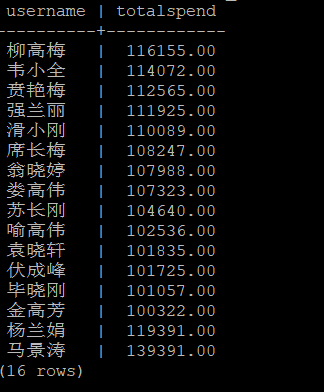 username | totalspend
----------+------------
柳高梅 | 116155.00
韦小全 | 114072.00
贲艳梅 | 112565.00
强兰丽 | 111925.00
滑小刚 | 110089.00
席长梅 | 108247.00
翁晓婷 | 107988.00
娄高伟 | 107323.00
苏长刚 | 104640.00
喻高伟 | 102536.00
袁晓轩 | 101835.00
伏成峰 | 101725.00
毕晓刚 | 101057.00
金高芳 | 100322.00
杨兰娟 | 119391.00
马景涛 | 139391.00
(16 rows)